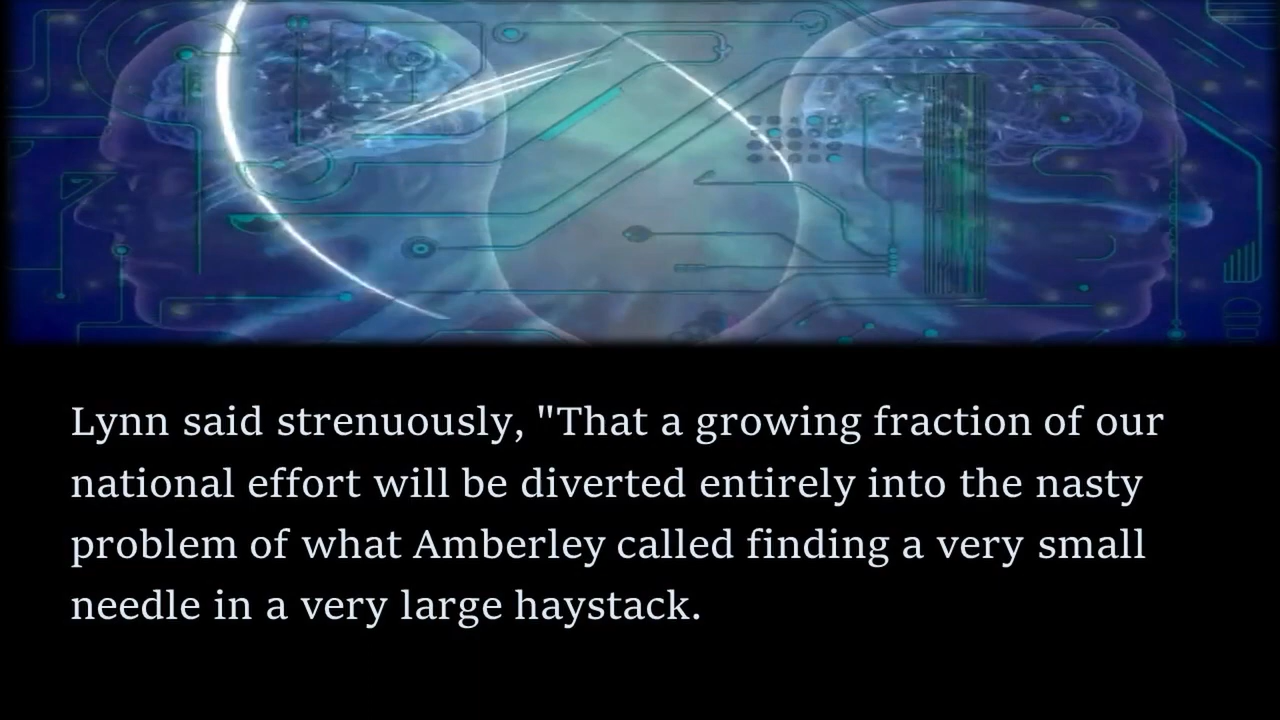 Lynn said strenuously, "That a growing fraction of our
national effort will be diverted entirely into the nasty
problem of what Amberley called finding a very small
needle in a very large haystack.